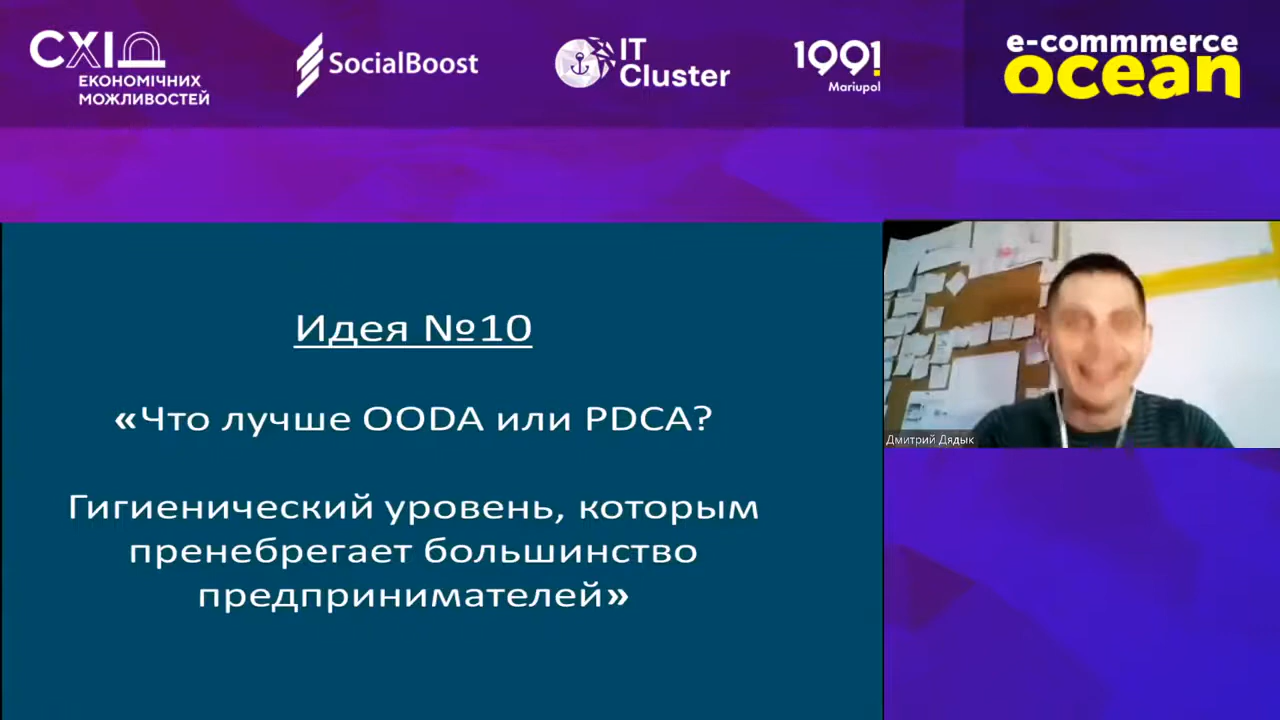 СХІД
ЕКОНОМІЧНИХ
МОЖЛИВОСТЕЙ
SocialBoost
IT
Cluster
1991
Mariupol
e-commmerce
ocean
Идея №10
«Что лучше OODA или PDCA?
Гигиенический уровень, которым
пренебрегает большинство
предпринимателей»
Дмитрий Дядык